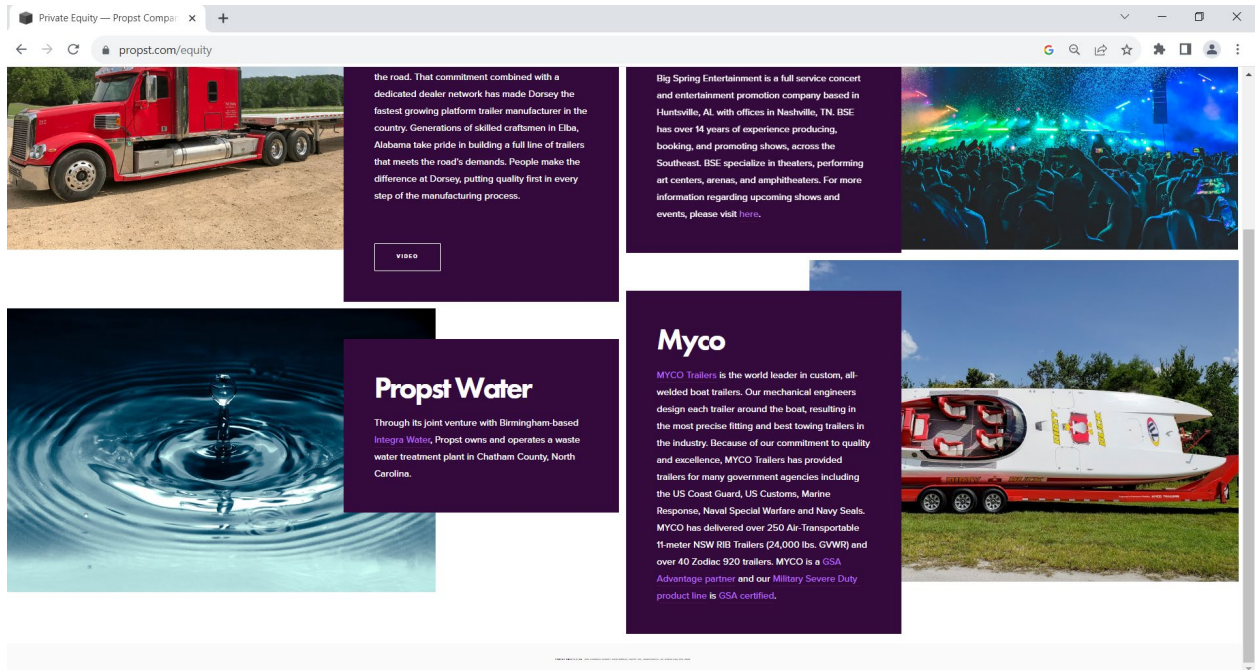 Private Equity — Propst Compar
propst.com/equity
the road. That commitment combined with a
dedicated dealer network has made Dorsey the
fastest growing platform trailer manufacturer in the
country. Generations of skilled craftsmen in Elba,
Alabama take pride in building a full line of trailers
that meets the road's demands. People make the
difference at Dorsey, putting quality first in every
step of the manufacturing process.
VIDEO
Big Spring Entertainment is a full service concert
and entertainment promotion company based in
Huntsville, AL with offices in Nashville, TN. BSE
has over 14 years of experience producing,
booking, and promoting shows, across the
Southeast. BSE specialize in theaters, performing
art centers, arenas, and amphitheaters. For more
information regarding upcoming shows and
events, please visit here.
Propst Water
Through its joint venture with Birmingham-based
Integra Water, Propst owns and operates a waste
water treatment plant in Chatham County, North
Carolina.
Myco
MYCO Trailers is the world leader in custom, all-
welded boat trailers. Our mechanical engineers
design each trailer around the boat, resulting in
the most precise fitting and best towing trailers in
the industry. Because of our commitment to quality
and excellence, MYCO Trailers has provided
trailers for many government agencies including
the US Coast Guard, US Customs, Marine
Response, Naval Special Warfare and Navy Seals.
MYCO has delivered over 250 Air-Transportable
11-meter NSW RIB Trailers (24,000 lbs. GVWR) and
over 40 Zodiac 920 trailers. MYCO is a GSA
Advantage partner and our Military Severe Duty
product line is GSA certified.